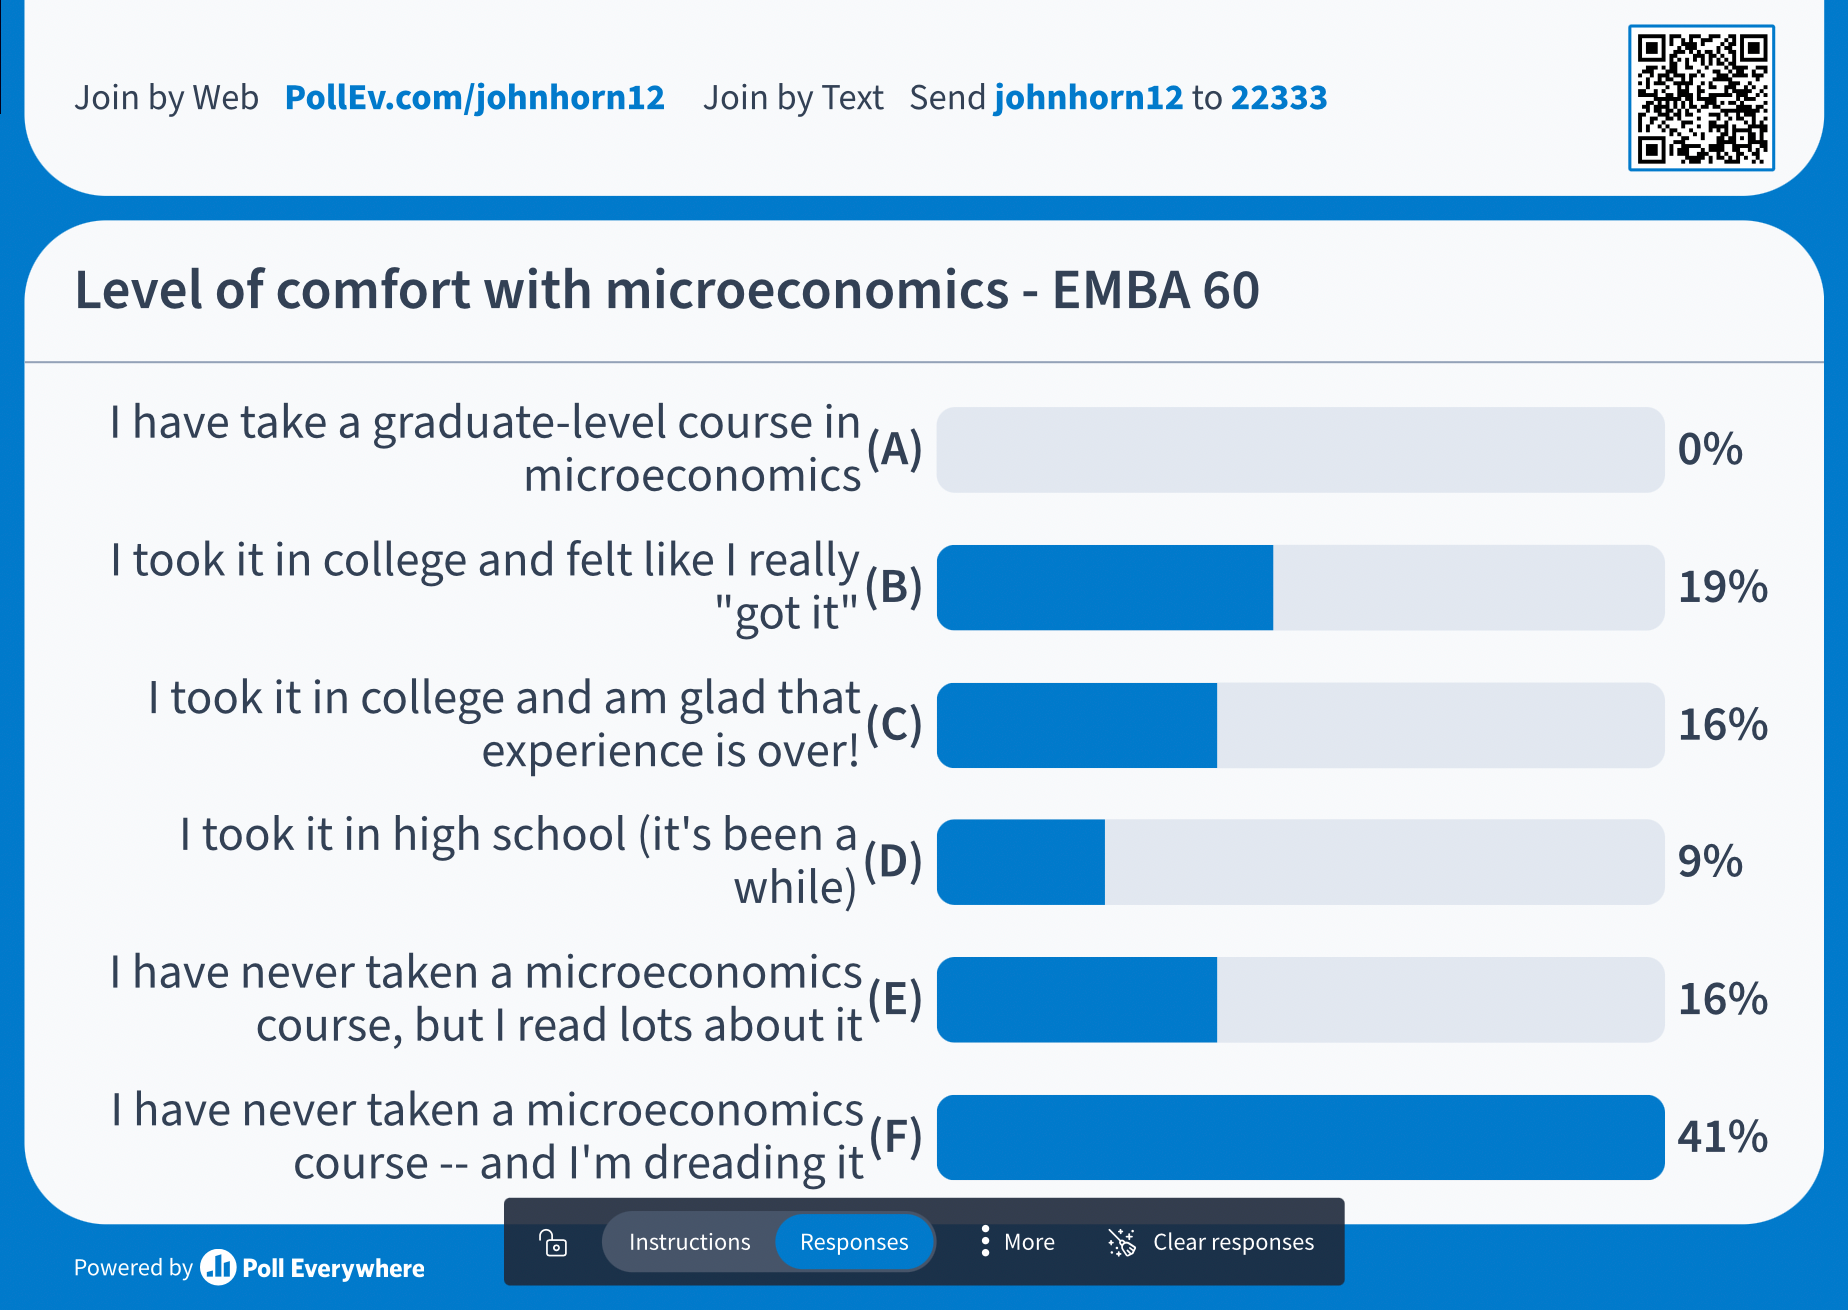 Join by Web PollEv.com/johnhorn12 Join by Text Send johnhorn12 to 22333
Level of comfort with microeconomics - EMBA 60
I have take a graduate-level course in
microeconomics
(A)
0%
I took it in college and felt like I really
"got it"
(B)
19%
I took it in college and am glad that
experience is over!
(C)
16%
I took it in high school (it's been a
while)
(D)
9%
I have never taken a microeconomics
course, but I read lots about it
(E)
16%
I have never taken a microeconomics
course -- and I'm dreading it
(F)
41%
Instructions Responses More Clear responses
Powered by Poll Everywhere